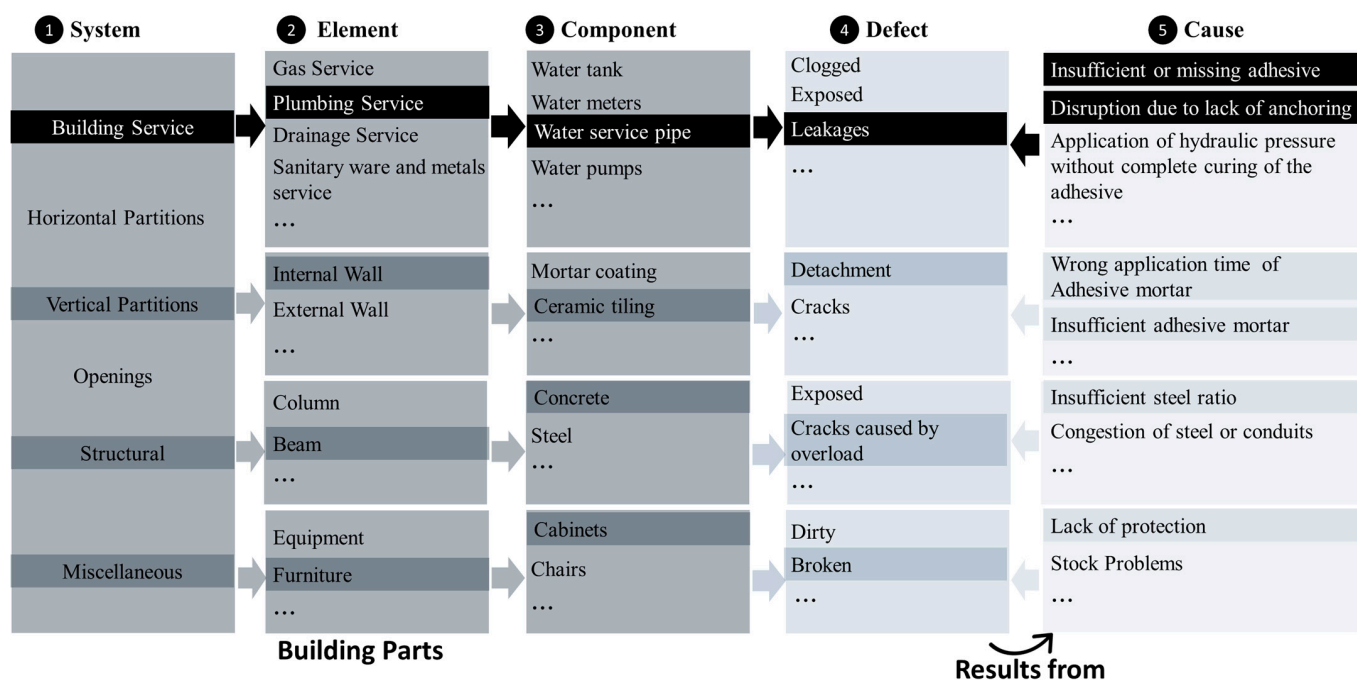 1 System
2 Element
3 Component
4 Defect
5 Cause
Building Service
Horizontal Partitions
Vertical Partitions
Openings
Structural
Miscellaneous
Gas Service
Plumbing Service
Drainage Service
Sanitary ware and metals
service
...
Internal Wall
External Wall
...
Column
Beam
...
Equipment
Furniture
...
Water tank
Water meters
Water service pipe
Water pumps
...
Mortar coating
Ceramic tiling
...
Concrete
Steel
...
Cabinets
Chairs
...
Clogged
Exposed
Leakages
...
Detachment
Cracks
...
Exposed
Cracks caused by
overload
...
Dirty
Broken
...
Insufficient or missing adhesive
Disruption due to lack of anchoring
Application of hydraulic pressure
without complete curing of the
adhesive
...
Wrong application time of
Adhesive mortar
Insufficient adhesive mortar
...
Insufficient steel ratio
Congestion of steel or conduits
...
Lack of protection
Stock Problems
...
Building Parts
Results from